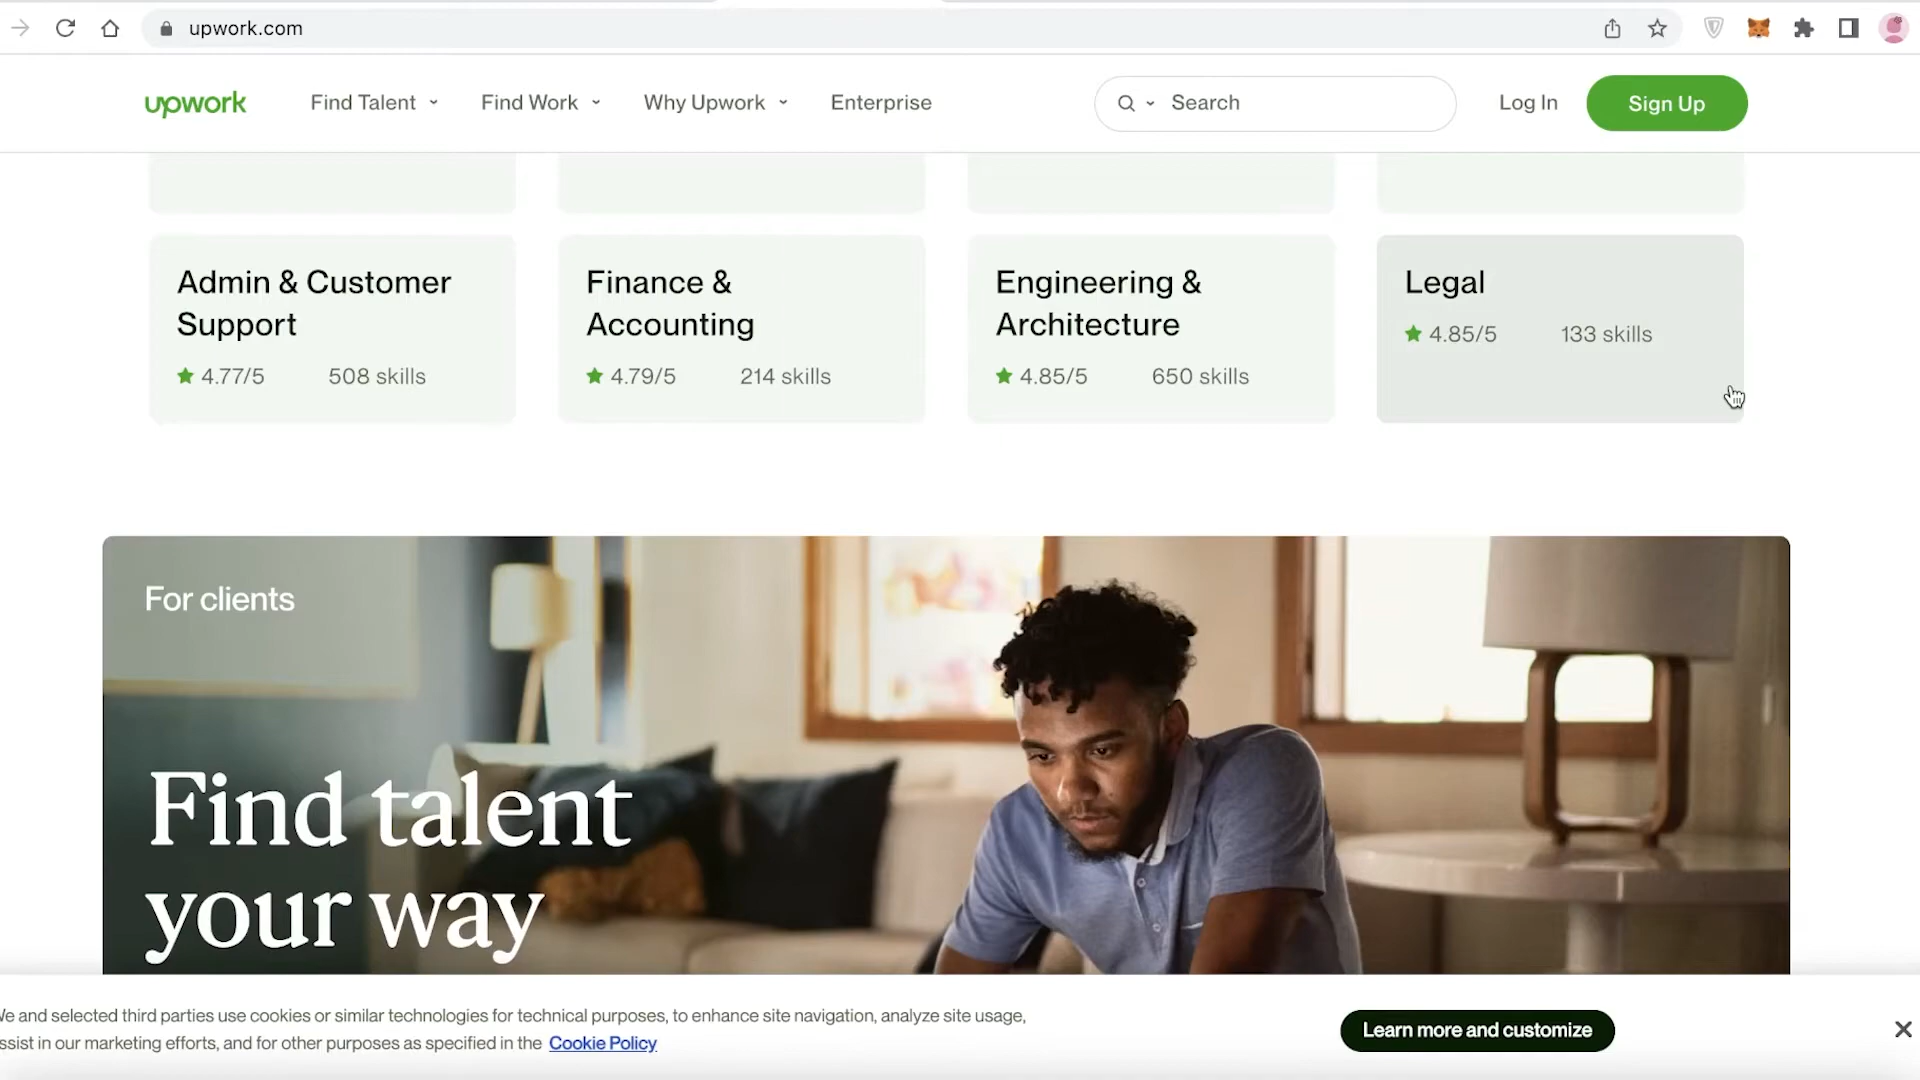 upwork.com
upwork Find Talent Find Work Why Upwork Enterprise Search Log In Sign Up
Admin & Customer
Support
4.77/5 508 skills
Finance &
Accounting
4.79/5 214 skills
Engineering &
Architecture
4.85/5 650 skills
Legal
4.85/5 133 skills
For clients
Find talent
your way
and selected third parties use cookies or similar technologies for technical purposes, to enhance site navigation, analyze site usage,
in our marketing efforts, and for other purposes as specified in the Cookie Policy
Learn more and customize